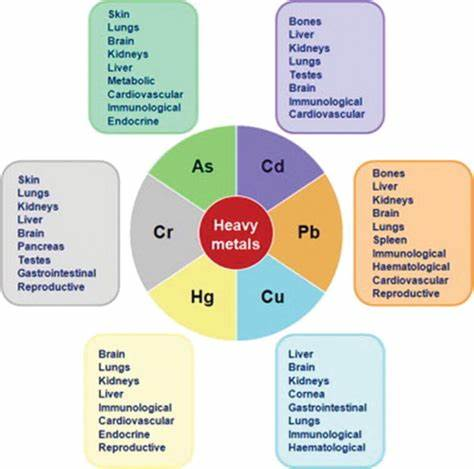 Skin
Lungs
Brain
Kidneys
Liver
Metabolic
Cardiovascular
Immunological
Endocrine
Bones
Liver
Kidneys
Lungs
Testes
Brain
Immunological
Cardiovascular
Skin
Lungs
Kidneys
Liver
Brain
Pancreas
Testes
Gastrointestinal
Reproductive
As
Cd
Cr
Heavy
metals
Pb
Hg
Cu
Bones
Liver
Kidneys
Brain
Lungs
Spleen
Immunological
Haematological
Cardiovascular
Reproductive
Brain
Lungs
Kidneys
Liver
Immunological
Cardiovascular
Endocrine
Reproductive
Liver
Brain
Kidneys
Cornea
Gastrointestinal
Lungs
Immunological
Haematological